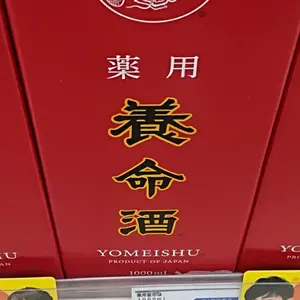 薬用
養命酒
YOMEISHU
PRODUCT OF JAPAN
1000mL